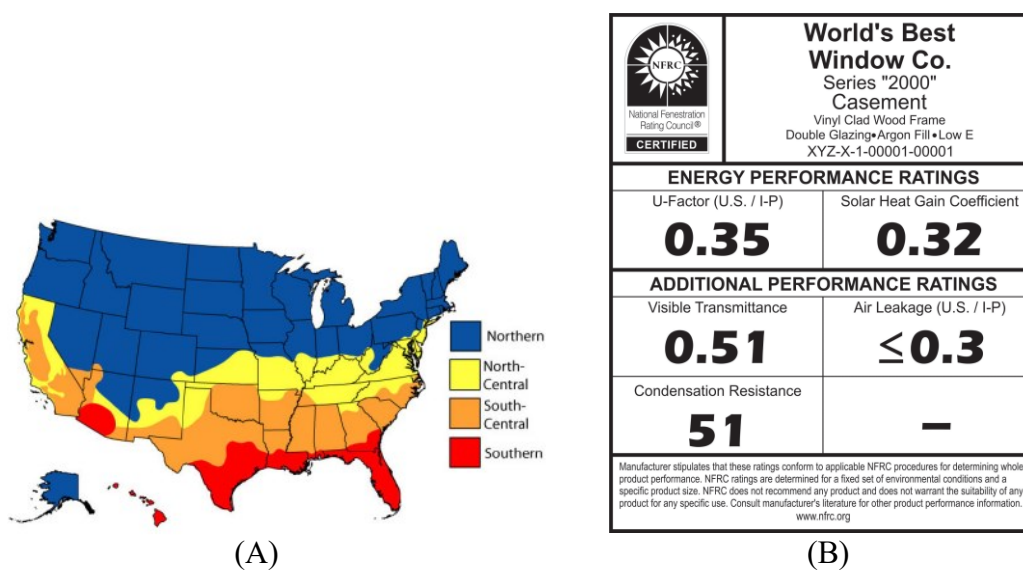 Northern
North-
Central
South-
Central
Southern
(A)
NFRC
National Fenestration
Rating Council®
CERTIFIED
World's Best
Window Co.
Series "2000"
Casement
Vinyl Clad Wood Frame
Double Glazing•Argon Fill•Low E
XYZ-X-1-00001-00001
ENERGY PERFORMANCE RATINGS
U-Factor (U.S. / I-P)
0.35
Solar Heat Gain Coefficient
0.32
ADDITIONAL PERFORMANCE RATINGS
Visible Transmittance
0.51
Air Leakage (U.S. / I-P)
≤0.3
Condensation Resistance
51
–
Manufacturer stipulates that these ratings conform to applicable NFRC procedures for determining whole
product performance. NFRC ratings are determined for a fixed set of environmental conditions and a
specific product size. NFRC does not recommend any product and does not warrant the suitability of any
product for any specific use. Consult manufacturer's literature for other product performance information.
www.nfrc.org
(B)